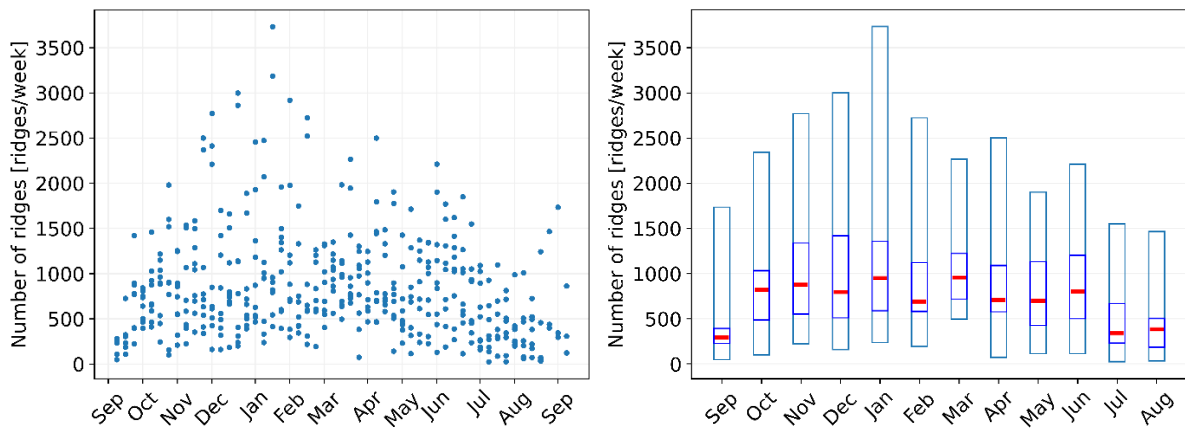 Number of ridges [ridges/week]
3500
3000
2500
2000
1500
1000
500
0
Sep
Oct
Nov
Dec
Jan
Feb
Mar
Apr
May
Jun
Jul
Aug
Sep
Number of ridges [ridges/week]
3500
3000
2500
2000
1500
1000
500
0
Sep
Oct
Nov
Dec
Jan
Feb
Mar
Apr
May
Jun
Jul
Aug